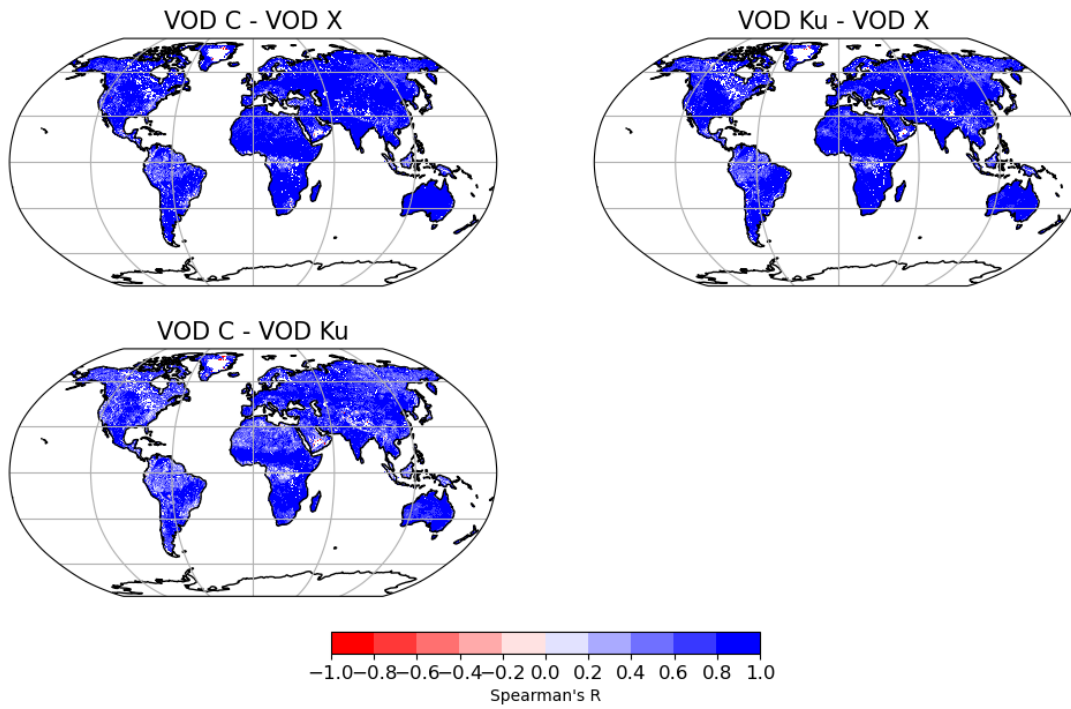 VOD C - VOD X
VOD Ku - VOD X
VOD C - VOD Ku
−1.0−0.8−0.6−0.4−0.2 0.0 0.2 0.4 0.6 0.8 1.0
Spearman's R